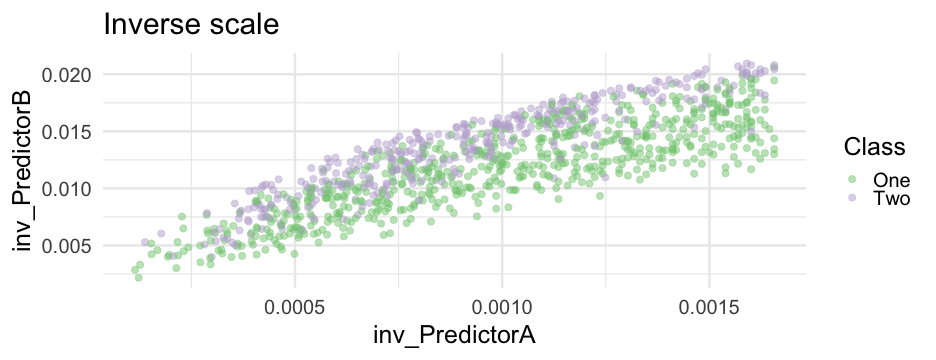 Inverse scale
inv_PredictorB
0.020
0.015
0.010
0.005
0.0005 0.0010 0.0015
inv_PredictorA
Class
One
Two